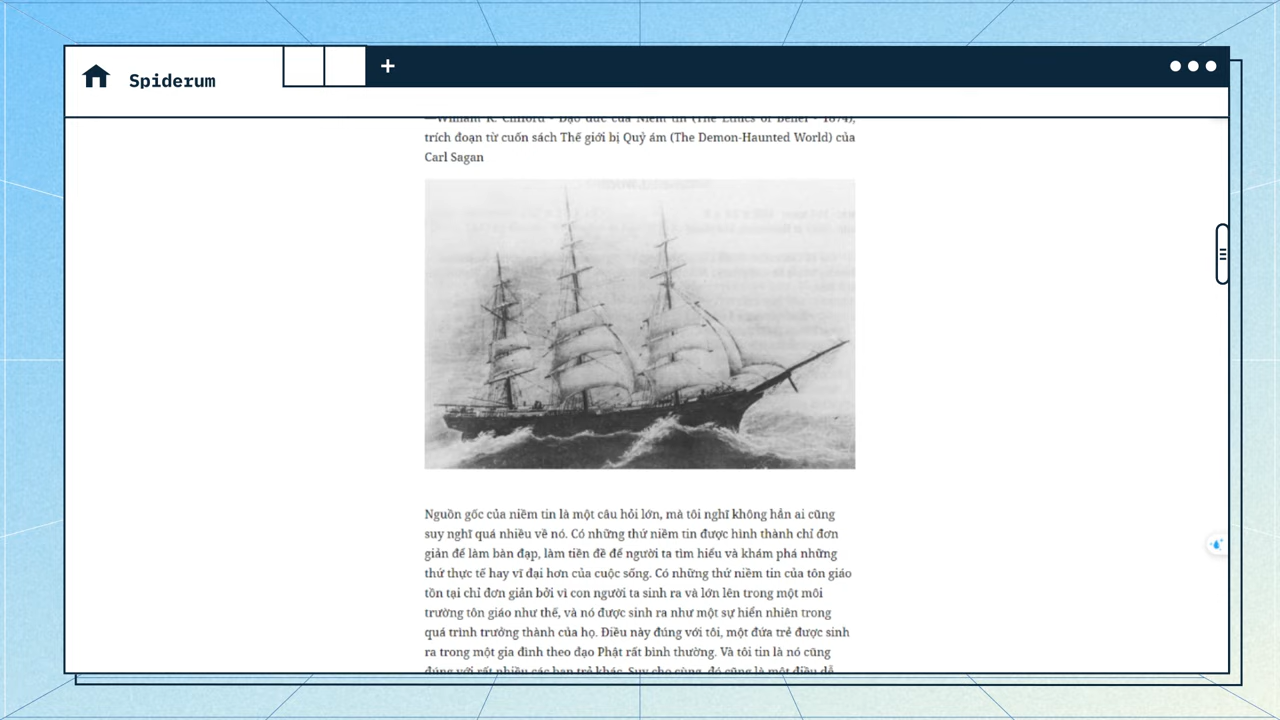 Spiderum
—William K. Clifford - Đạo đức của Niềm tin (The Ethics of Belief - 1874),
trích đoạn từ cuốn sách Thế giới bị Quỷ ám (The Demon-Haunted World) của
Carl Sagan
Nguồn gốc của niềm tin là một câu hỏi lớn, mà tôi nghĩ không hẳn ai cũng
suy nghĩ quá nhiều về nó. Có những thứ niềm tin được hình thành chỉ đơn
giản để làm bàn đạp, làm tiền đề để người ta tìm hiểu và khám phá những
thứ thực tế hay vĩ đại hơn của cuộc sống. Có những thứ niềm tin của tôn giáo
tồn tại chỉ đơn giản bởi vì con người ta sinh ra và lớn lên trong một môi
trường tôn giáo như thế, và nó được sinh ra như một sự hiển nhiên trong
quá trình trưởng thành của họ. Điều này đúng với tôi, một đứa trẻ được sinh
ra trong một gia đình theo đạo Phật rất bình thường. Và tôi tin là nó cũng
đúng với rất nhiều các bạn trẻ khác. Suy cho cùng, đó cũng là một điều dễ